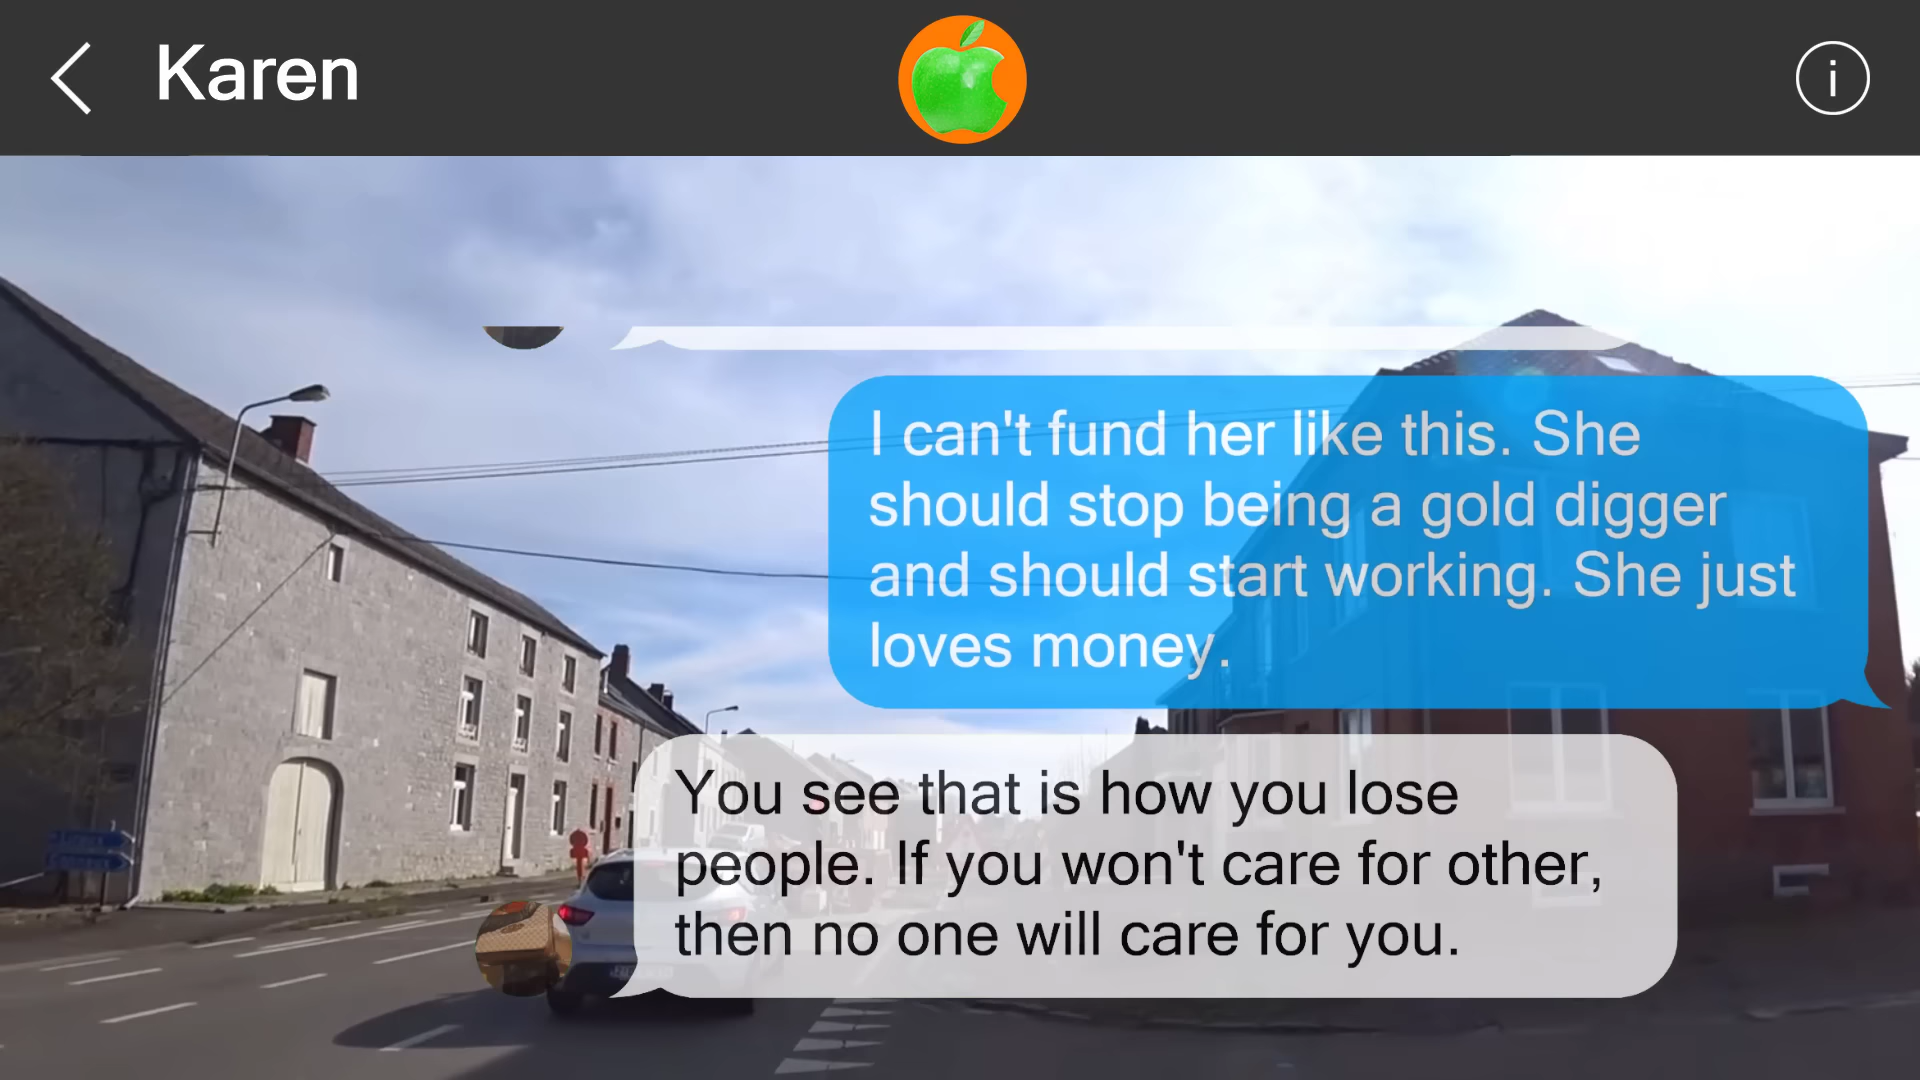 Karen
i
I can't fund her like this. She
should stop being a gold digger
and should start working. She just
loves money.
You see that is how you lose
people. If you won't care for other,
then no one will care for you.